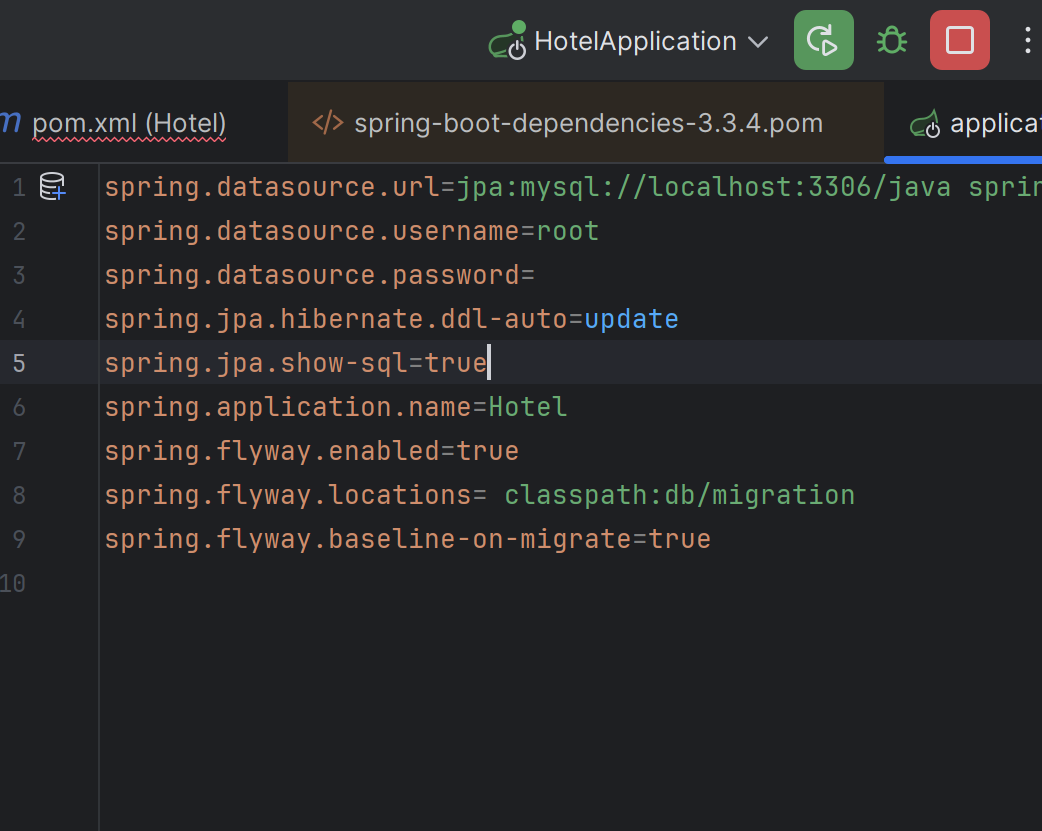 HotelApplication
m pom.xml (Hotel) </> spring-boot-dependencies-3.3.4.pom
1 spring.datasource.url=jpa:mysql://localhost:3306/java
2 spring.datasource.username=root
3 spring.datasource.password=
4 spring.jpa.hibernate.ddl-auto=update
5 spring.jpa.show-sql=true
6 spring.application.name=Hotel
7 spring.flyway.enabled=true
8 spring.flyway.locations= classpath:db/migration
9 spring.flyway.baseline-on-migrate=true
10